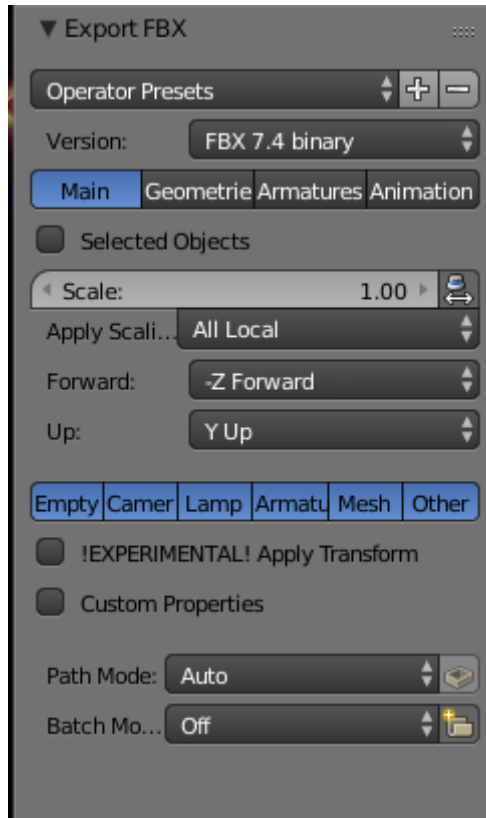 Export FBX
Operator Presets
Version: FBX 7.4 binary
Main Geometrie Armatures Animation
Selected Objects
Scale: 1.00
Apply Scali... All Local
Forward: -Z Forward
Up: Y Up
Empty Camer Lamp Armatu Mesh Other
!EXPERIMENTAL! Apply Transform
Custom Properties
Path Mode: Auto
Batch Mo... Off